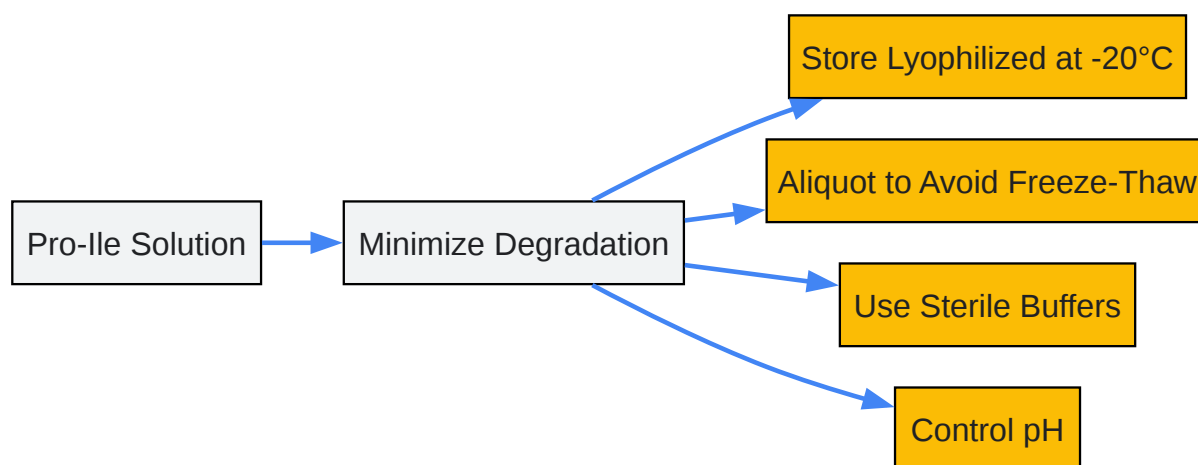 Store Lyophilized at -20°C
Aliquot to Avoid Freeze-Thaw
Pro-Ile Solution
Minimize Degradation
Use Sterile Buffers
Control pH